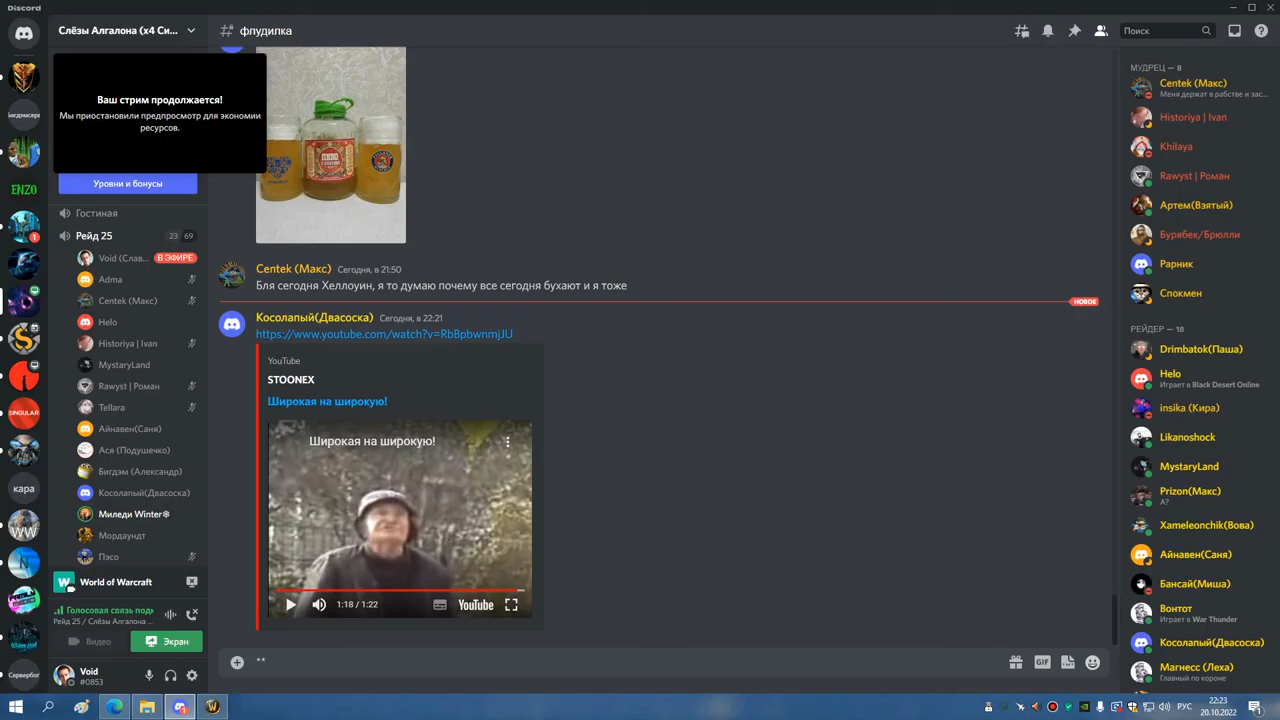 Discord
Слёзы Алгалона (x4 Си...
флудилка
Поиск
Ваш стрим продолжается!
Мы приостановили предпросмотр для экономии
ресурсов.
Уровни и бонусы
Гостиная
Рейд 25
23 69
Void (Слав...
В ЭФИРЕ
Adma
Centek (Макс)
Helo
Historiya | Ivan
MystaryLand
Rawyst | Роман
Tellara
Айнавен(Саня)
Ася (Подушечко)
Бигдэм (Александр)
Косолапый(Двасоска)
Миледи Winter❄
Мордаундт
Пэсо
World of Warcraft
Голосовая связь подк
Рейд 25 / Слёзы Алгалона ...
Видео
Экран
Void
#0853
Бигдэмсерв
ENZO
1
SINGULAR
кара
WW
Сервербог
ПИВО
Centek (Макс) Сегодня, в 21:50
Бля сегодня Хеллоуин, я то думаю почему все сегодня бухают и я тоже
НОВОЕ
Косолапый(Двасоска) Сегодня, в 22:21
https://www.youtube.com/watch?v=RbBpbwnmjJU
YouTube
STOONEX
Широкая на широкую!
Широкая на широкую!
1:18 / 1:22
YouTube
**
GIF
МУДРЕЦ — 8
Centek (Макс)
Меня держат в рабстве и зас...
Historiya | Ivan
Khilaya
Rawyst | Роман
Артем(Взятый)
Бурябек/Брюлли
Рарник
Спокмен
РЕЙДЕР — 18
Drimbatok(Паша)
Helo
Играет в Black Desert Online
insika (Кира)
Likanoshock
MystaryLand
Prizon(Макс)
А?
Xameleonchik(Вова)
Айнавен(Саня)
Бансай(Миша)
Вонтот
Играет в War Thunder
Косолапый(Двасоска)
Магнесс (Леха)
Главный по короне
РУС
22:23
20.10.2022
1